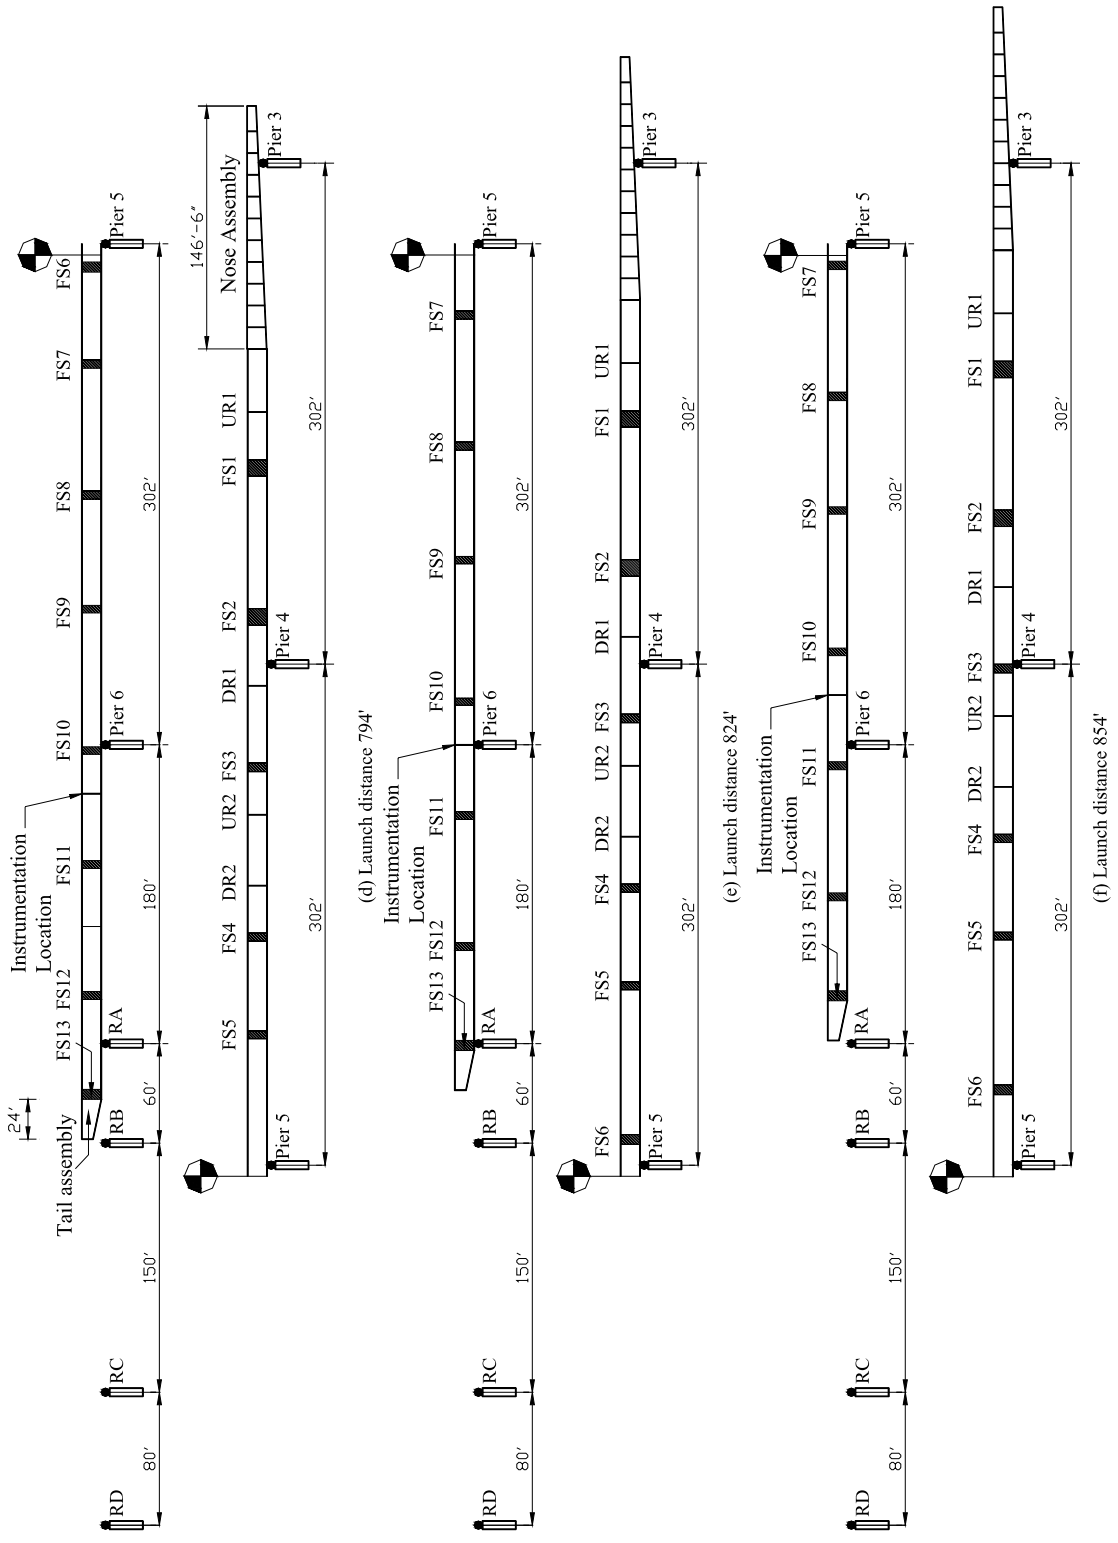 24'
Tail assembly
FS13
FS12
Instrumentation
Location
FS11
FS10
FS9
FS8
FS7
FS6
RD
RC
RB
RA
Pier 6
Pier 5
80'
150'
60'
180'
302'
FS5
FS4
DR2
UR2
FS3
DR1
FS2
FS1
UR1
Nose Assembly
146'-6"
Pier 5
Pier 4
Pier 3
302'
302'
(d) Launch distance 794'
Instrumentation
Location
FS13
FS12
FS11
FS10
FS9
FS8
FS7
RD
RC
RB
RA
Pier 6
Pier 5
80'
150'
60'
180'
302'
FS6
FS5
FS4
DR2
UR2
FS3
DR1
FS2
FS1
UR1
Pier 5
Pier 4
Pier 3
302'
302'
(e) Launch distance 824'
Instrumentation
Location
FS13
FS12
FS11
FS10
FS9
FS8
FS7
RD
RC
RB
RA
Pier 6
Pier 5
80'
150'
60'
180'
302'
FS6
FS5
FS4
DR2
UR2
FS3
DR1
FS2
FS1
UR1
Pier 5
Pier 4
Pier 3
302'
302'
(f) Launch distance 854'